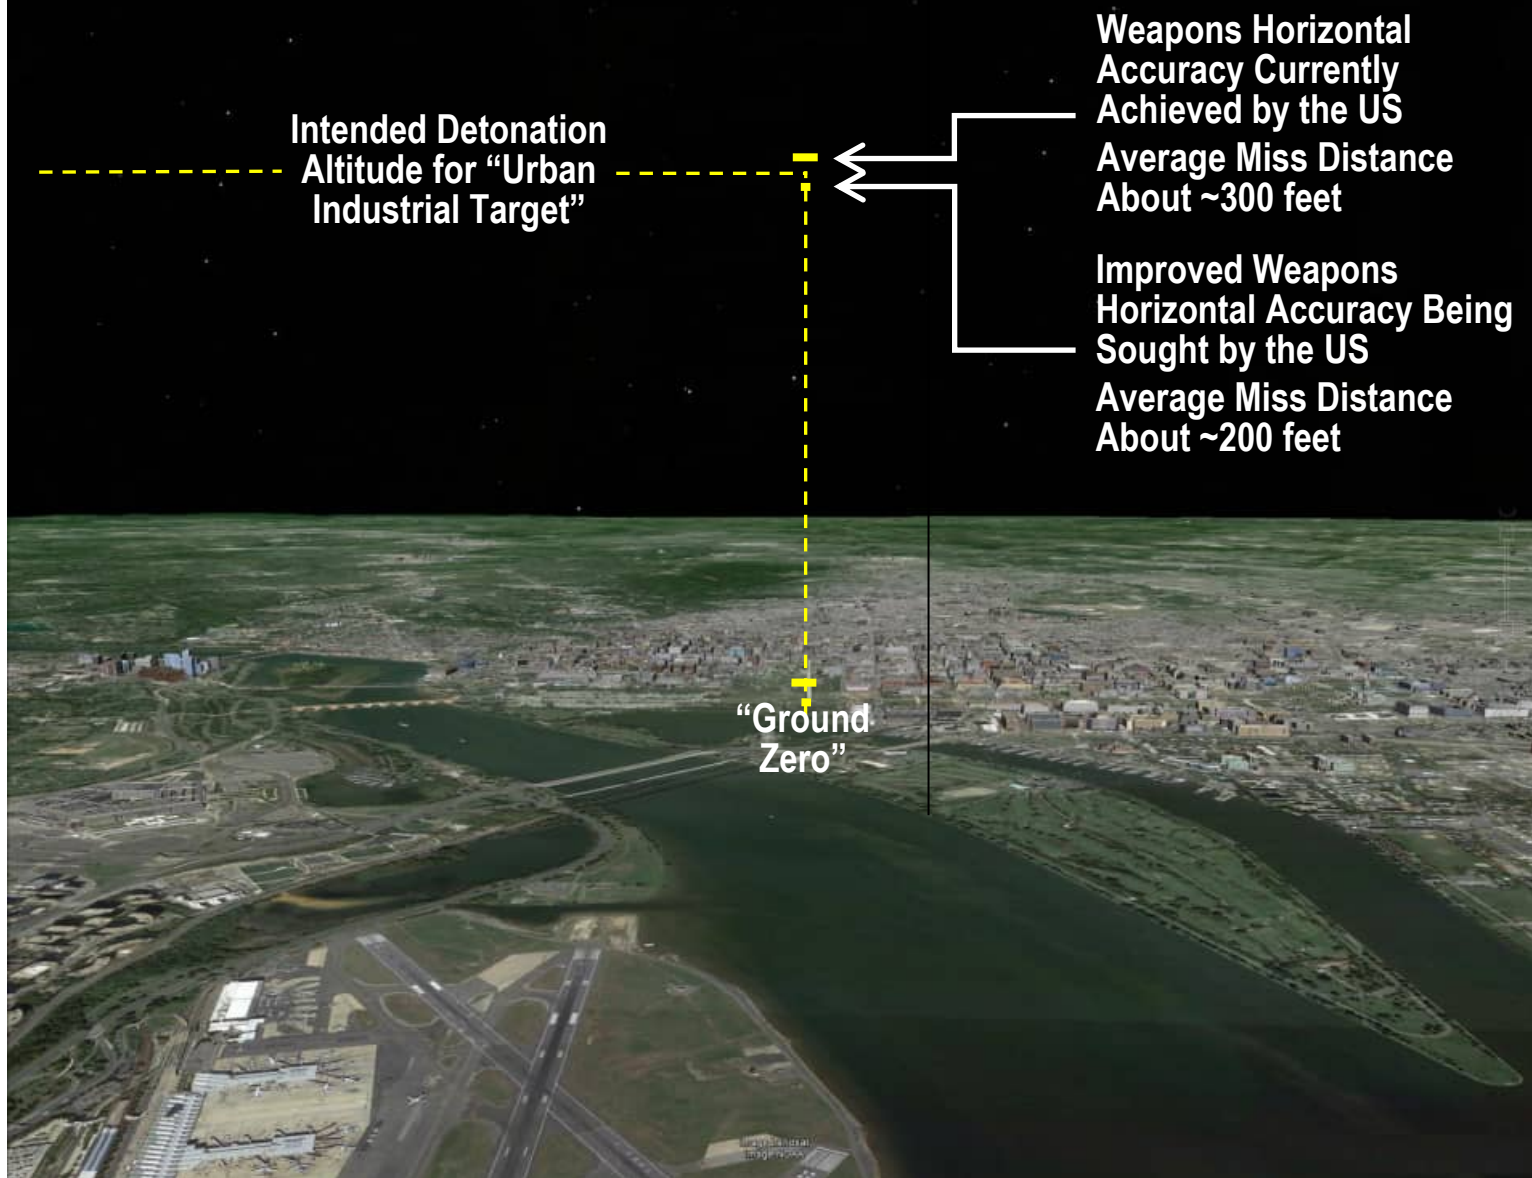 Weapons Horizontal
Accuracy Currently
Achieved by the US
Average Miss Distance
About ~300 feet
Intended Detonation
Altitude for “Urban
Industrial Target”
Improved Weapons
Horizontal Accuracy Being
Sought by the US
Average Miss Distance
About ~200 feet
“Ground
Zero”